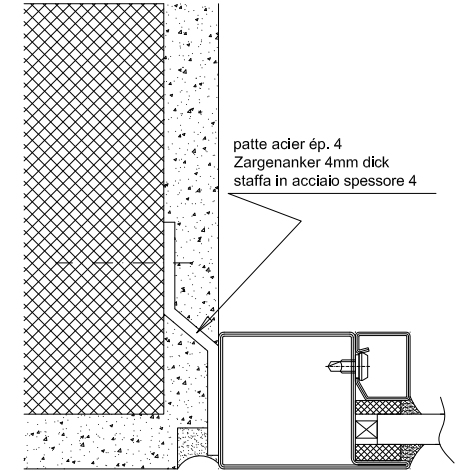 patte acier ép. 4
Zargenanker 4mm dick
staffa in acciaio spessore 4